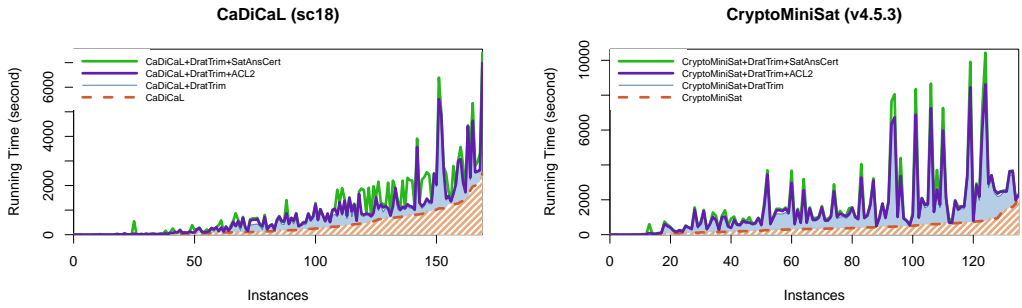 CaDiCaL (sc18)
CaDiCaL+DratTrim+SatAnsCert
CaDiCaL+DratTrim+ACL2
CaDiCaL+DratTrim
CaDiCaL
Running Time (second)
0
2000
4000
6000
0
50
100
150
Instances
CryptoMiniSat (v4.5.3)
CryptoMiniSat+DratTrim+SatAnsCert
CryptoMiniSat+DratTrim+ACL2
CryptoMiniSat+DratTrim
CryptoMiniSat
Running Time (second)
0
2000
6000
10000
0
20
40
60
80
100
120
Instances